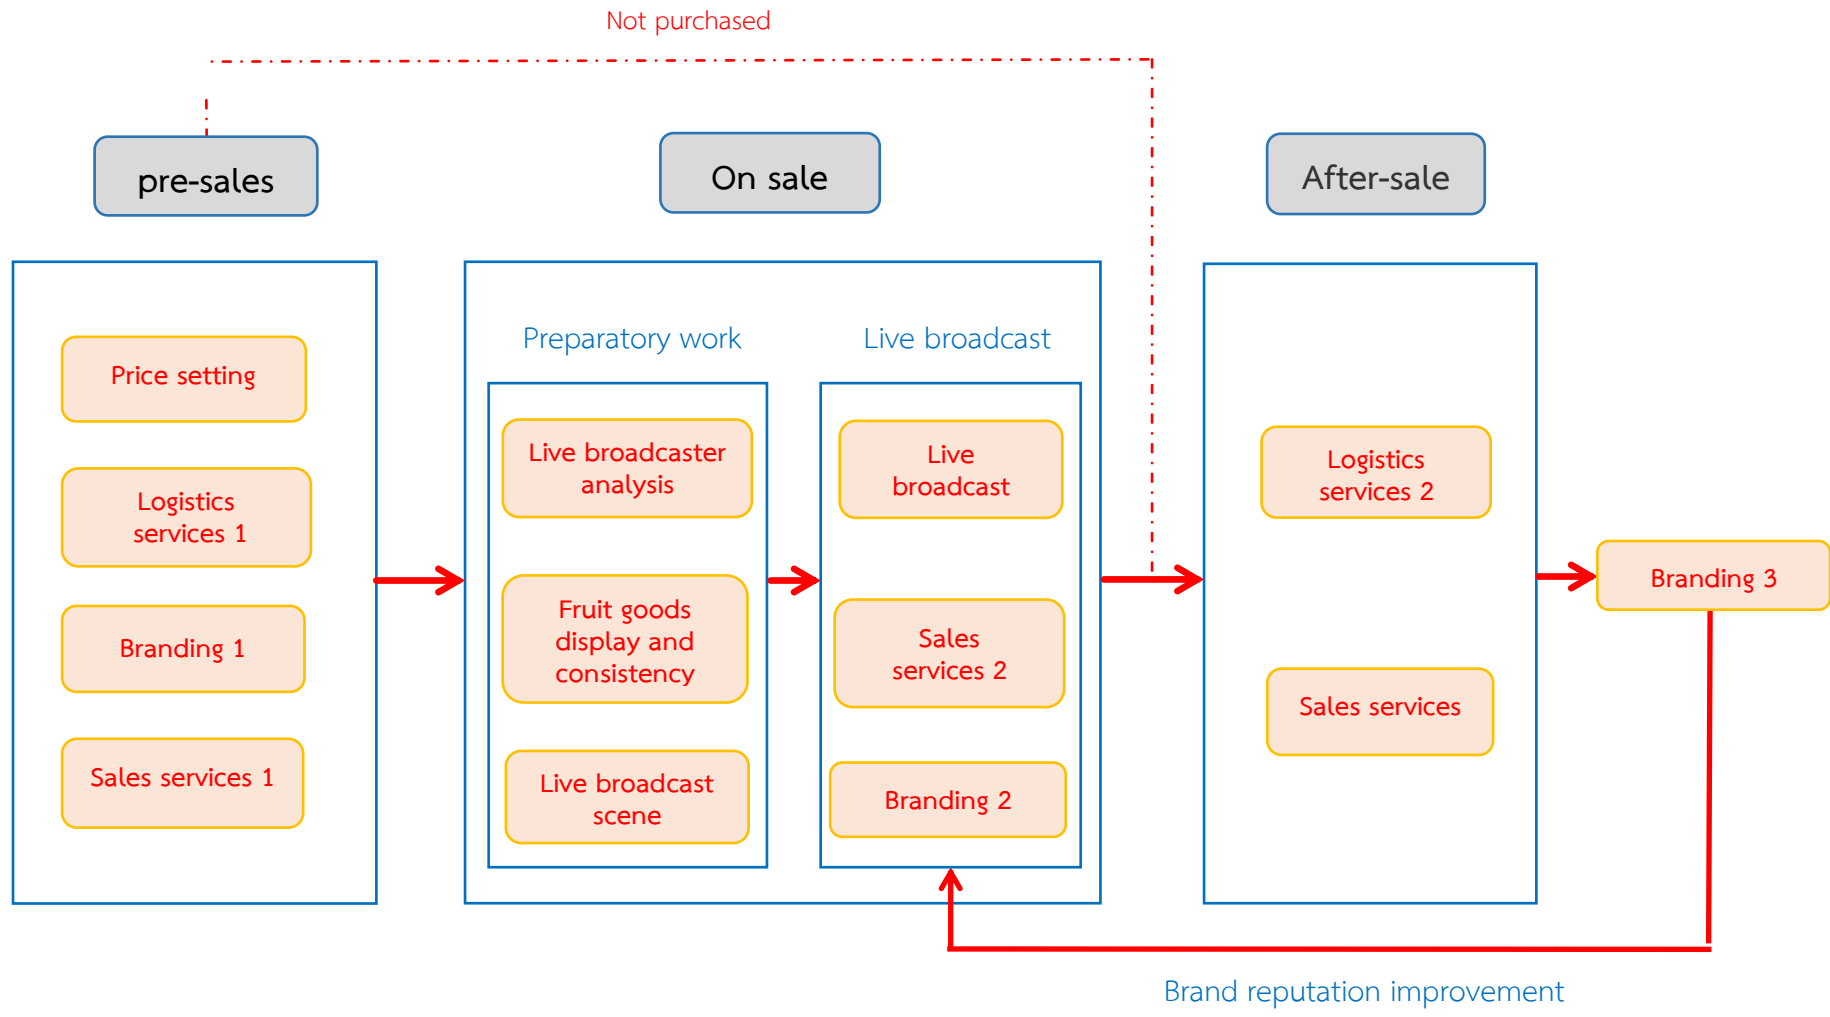 Not purchased
pre-sales
On sale
After-sale
Price setting
Logistics
services 1
Branding 1
Sales services 1
Preparatory work
Live broadcaster
analysis
Fruit goods
display and
consistency
Live broadcast
scene
Live broadcast
Live
broadcast
Sales
services 2
Branding 2
Logistics
services 2
Sales services
Branding 3
Brand reputation improvement